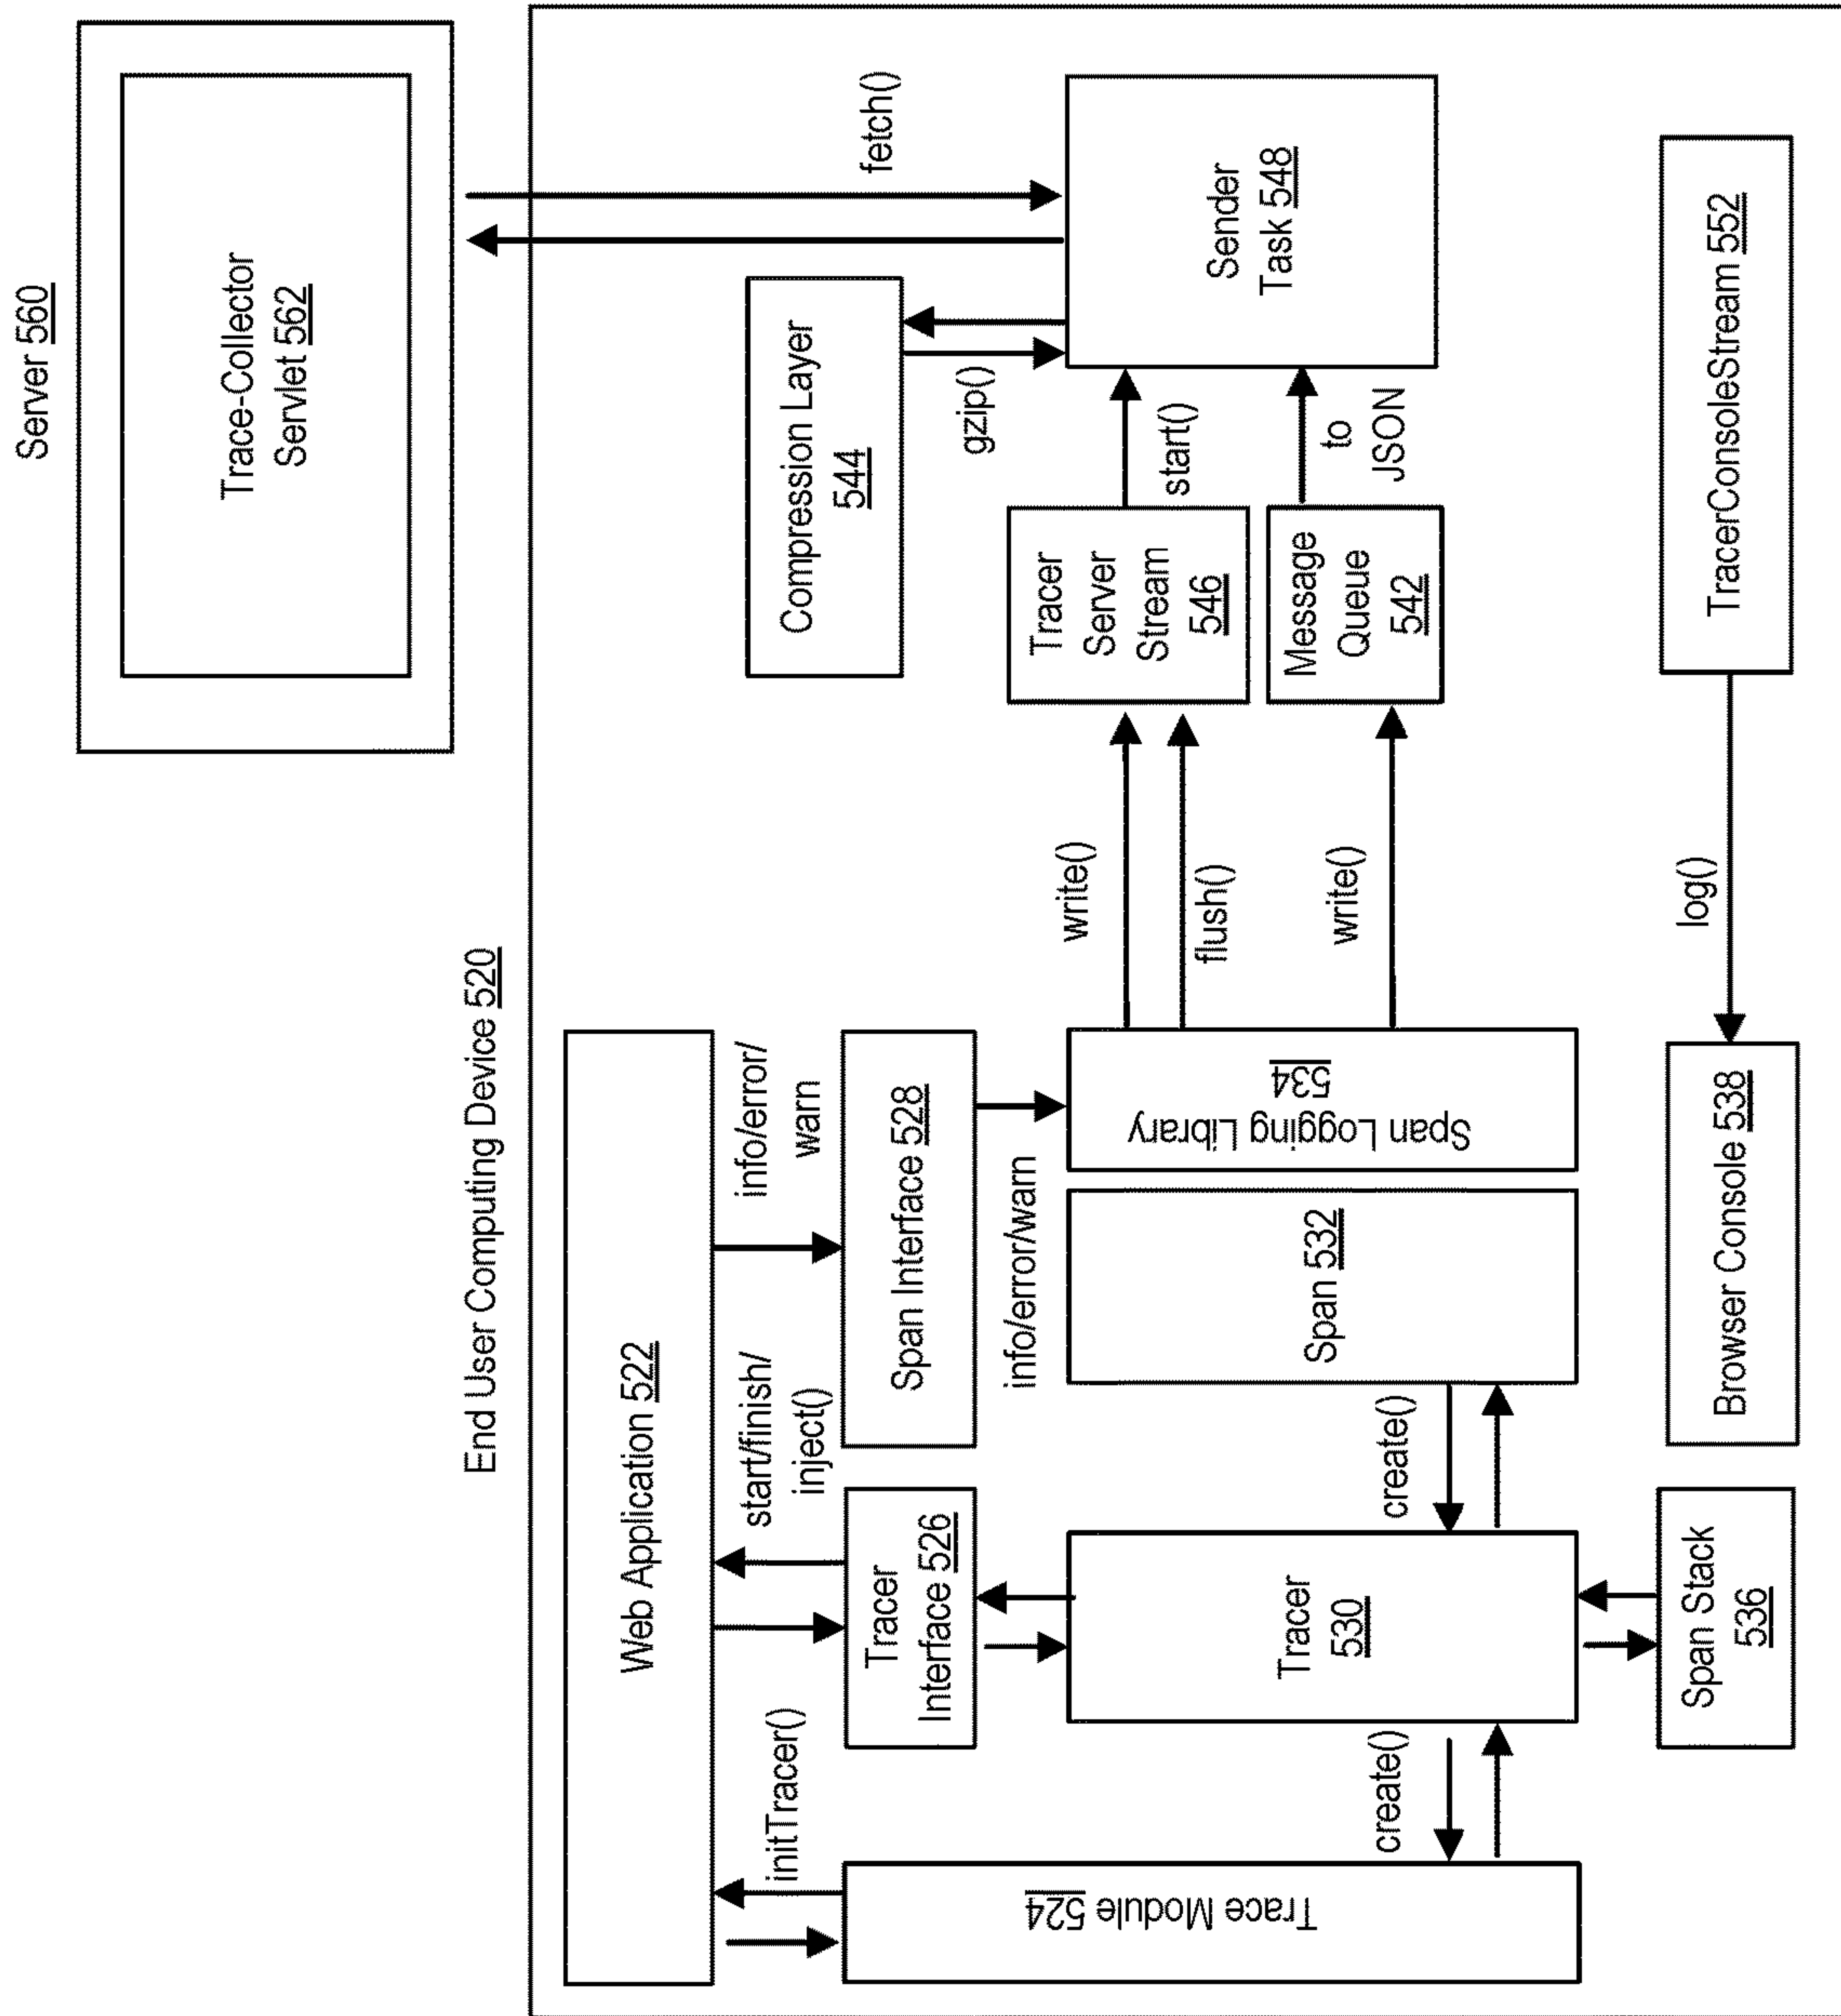 Server 560
Trace-Collector
Servlet 562
End User Computing Device 520
Web Application 522
initTracer()
start/finish/
inject()
info/error/
warn
fetch()
Trace Module 524
Tracer
Interface 526
Span Interface 528
info/error/warn
Compression Layer
544
gzip()
create()
Tracer
530
create()
Span 532
Span Logging Library
534
write()
flush()
write()
Tracer
Server
Stream
546
start()
Message
Queue
542
to
JSON
Sender
Task 548
Span Stack
536
Browser Console 538
log()
TracerConsoleStream 552